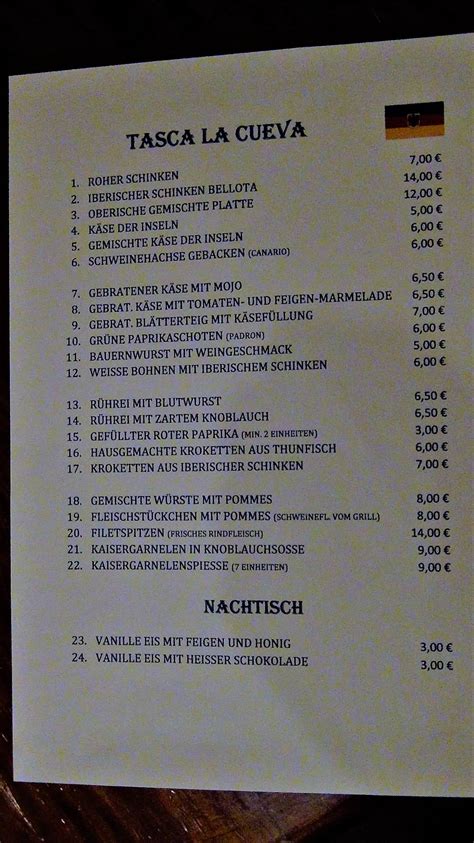 TASCA LA CUEVA
1. ROHER SCHINKEN 7,00 €
2. IBERISCHER SCHINKEN BELLOTA 14,00 €
3. OBERISCHE GEMISCHTE PLATTE 12,00 €
4. KÄSE DER INSELN 5,00 €
5. GEMISCHTE KÄSE DER INSELN 6,00 €
6. SCHWEINEHACHSE GEBACKEN (CANARIO) 6,00 €
7. GEBRATENER KÄSE MIT MOJO 6,50 €
8. GEBRAT. KÄSE MIT TOMATEN- UND FEIGEN-MARMELADE 6,50 €
9. GEBRAT. BLÄTTERTEIG MIT KÄSEFÜLLUNG 7,00 €
10. GRÜNE PAPRIKASCHOTEN (PADRON) 6,00 €
11. BAUERNWURST MIT WEINGESCHMACK 5,00 €
12. WEISSE BOHNEN MIT IBERISCHEM SCHINKEN 6,00 €
13. RÜHREI MIT BLUTWURST 6,50 €
14. RÜHREI MIT ZARTEM KNOBLAUCH 6,50 €
15. GEFÜLLTER ROTER PAPRIKA (MIN. 2 EINHEITEN) 3,00 €
16. HAUSGEMACHTE KROKETTEN AUS THUNFISCH 6,00 €
17. KROKETTEN AUS IBERISCHER SCHINKEN 7,00 €
18. GEMISCHTE WÜRSTE MIT POMMES 8,00 €
19. FLEISCHSTÜCKCHEN MIT POMMES (SCHWEINEFL. VOM GRILL) 8,00 €
20. FILETSPITZEN (FRISCHES RINDFLEISCH) 14,00 €
21. KAISERGARNELEN IN KNOBLAUCHSOSSE 9,00 €
22. KAISERGARNELENSPIESSE (7 EINHEITEN) 9,00 €
NACHTISCH
23. VANILLE EIS MIT FEIGEN UND HONIG 3,00 €
24. VANILLE EIS MIT HEISSER SCHOKOLADE 3,00 €